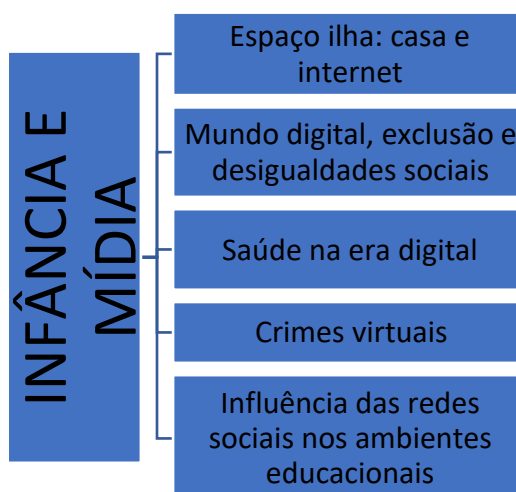 INFÂNCIA E
MÍDIA
Espaço ilha: casa e
internet
Mundo digital, exclusão e
desigualdades sociais
Saúde na era digital
Crimes virtuais
Influência das redes
sociais nos ambientes
educacionais